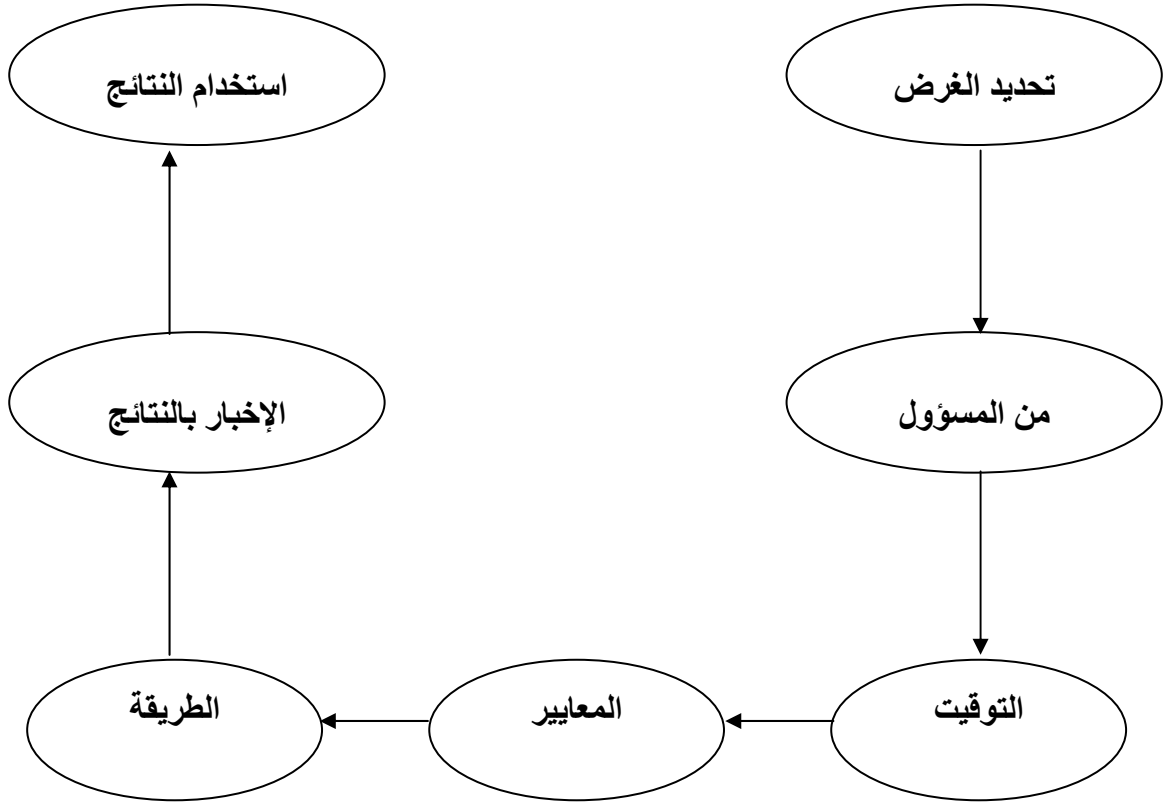 تحديد الغرض
استخدام النتائج
من المسؤول
الإخبار بالنتائج
التوقيت
المعايير
الطريقة